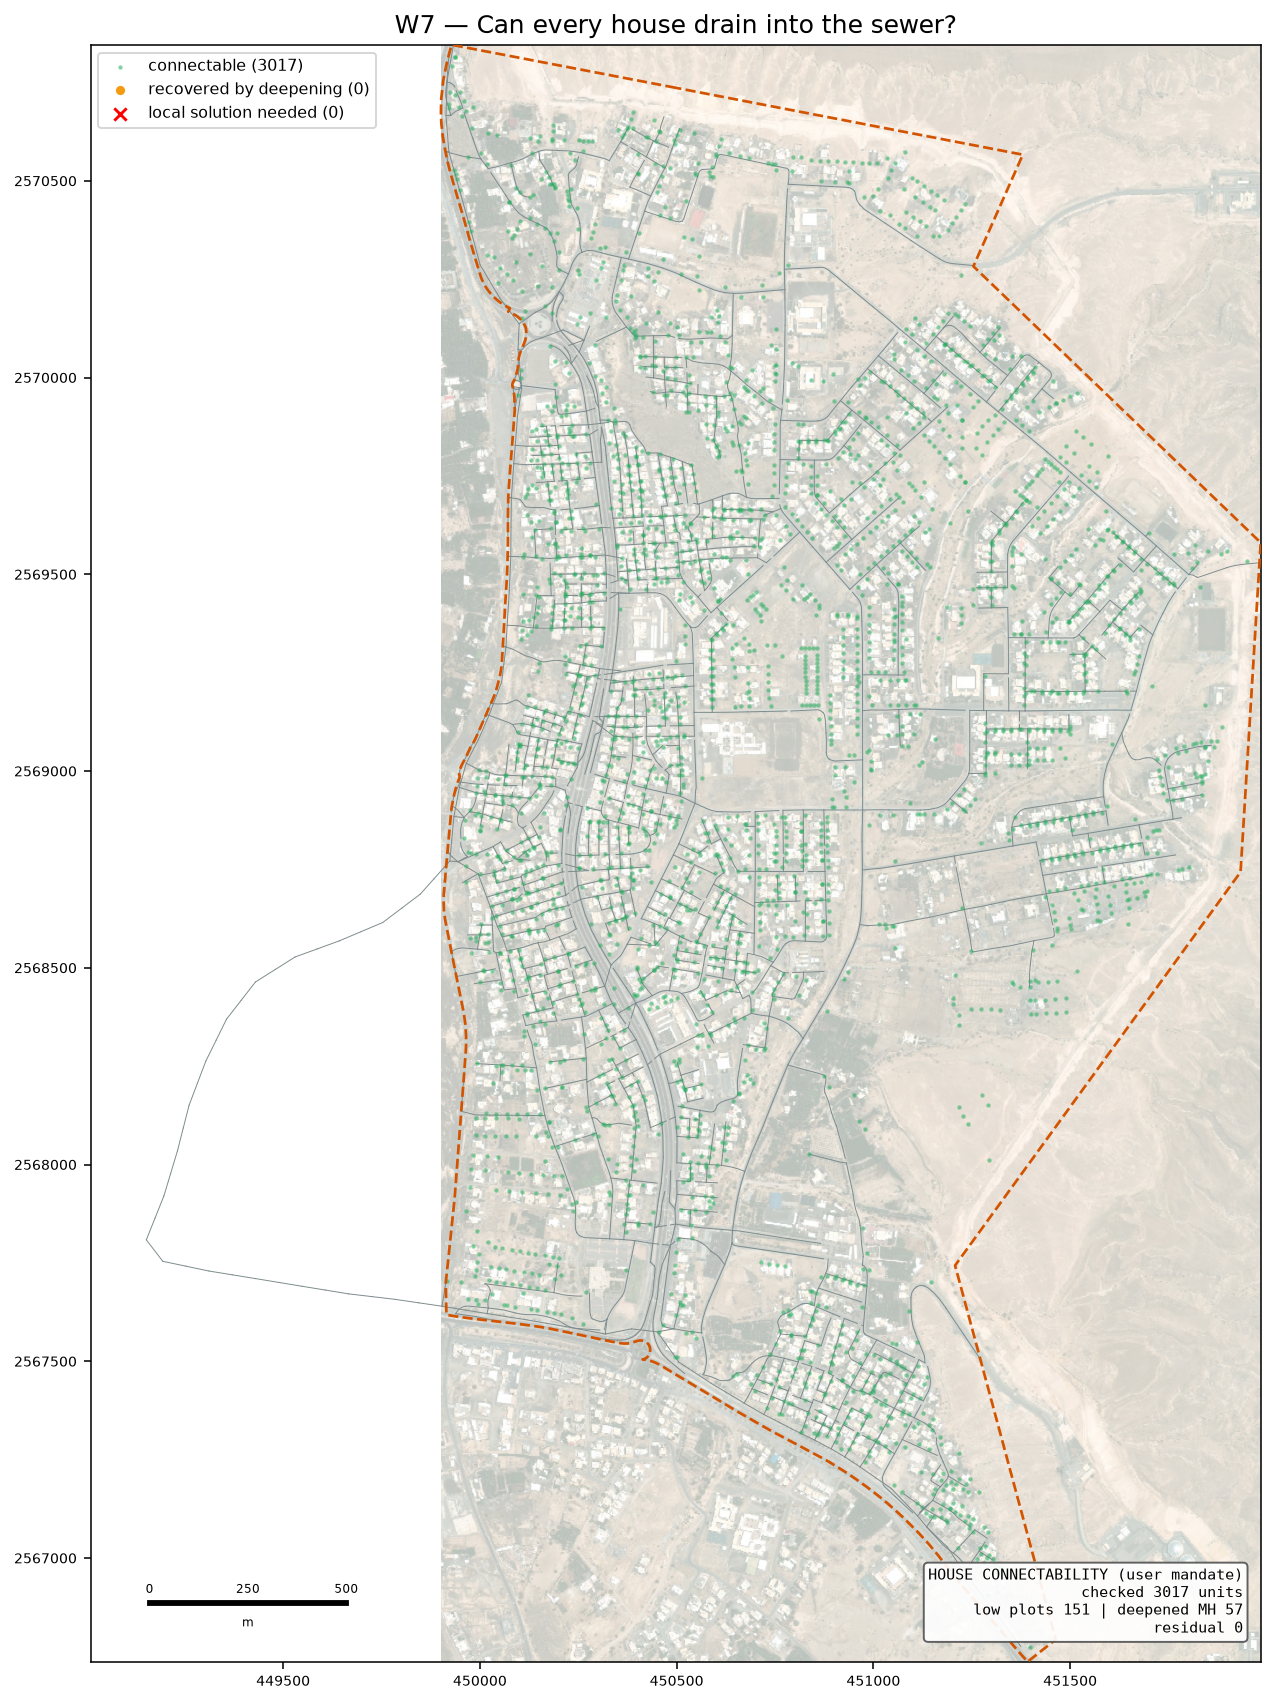 W7 — Can every house drain into the sewer?
connectable (3017)
recovered by deepening (0)
local solution needed (0)
2570500
2570000
2569500
2569000
2568500
2568000
2567500
2567000
0 250 500
m
HOUSE CONNECTABILITY (user mandate)
checked 3017 units
low plots 151 | deepened MH 57
residual 0
449500 450000 450500 451000 451500